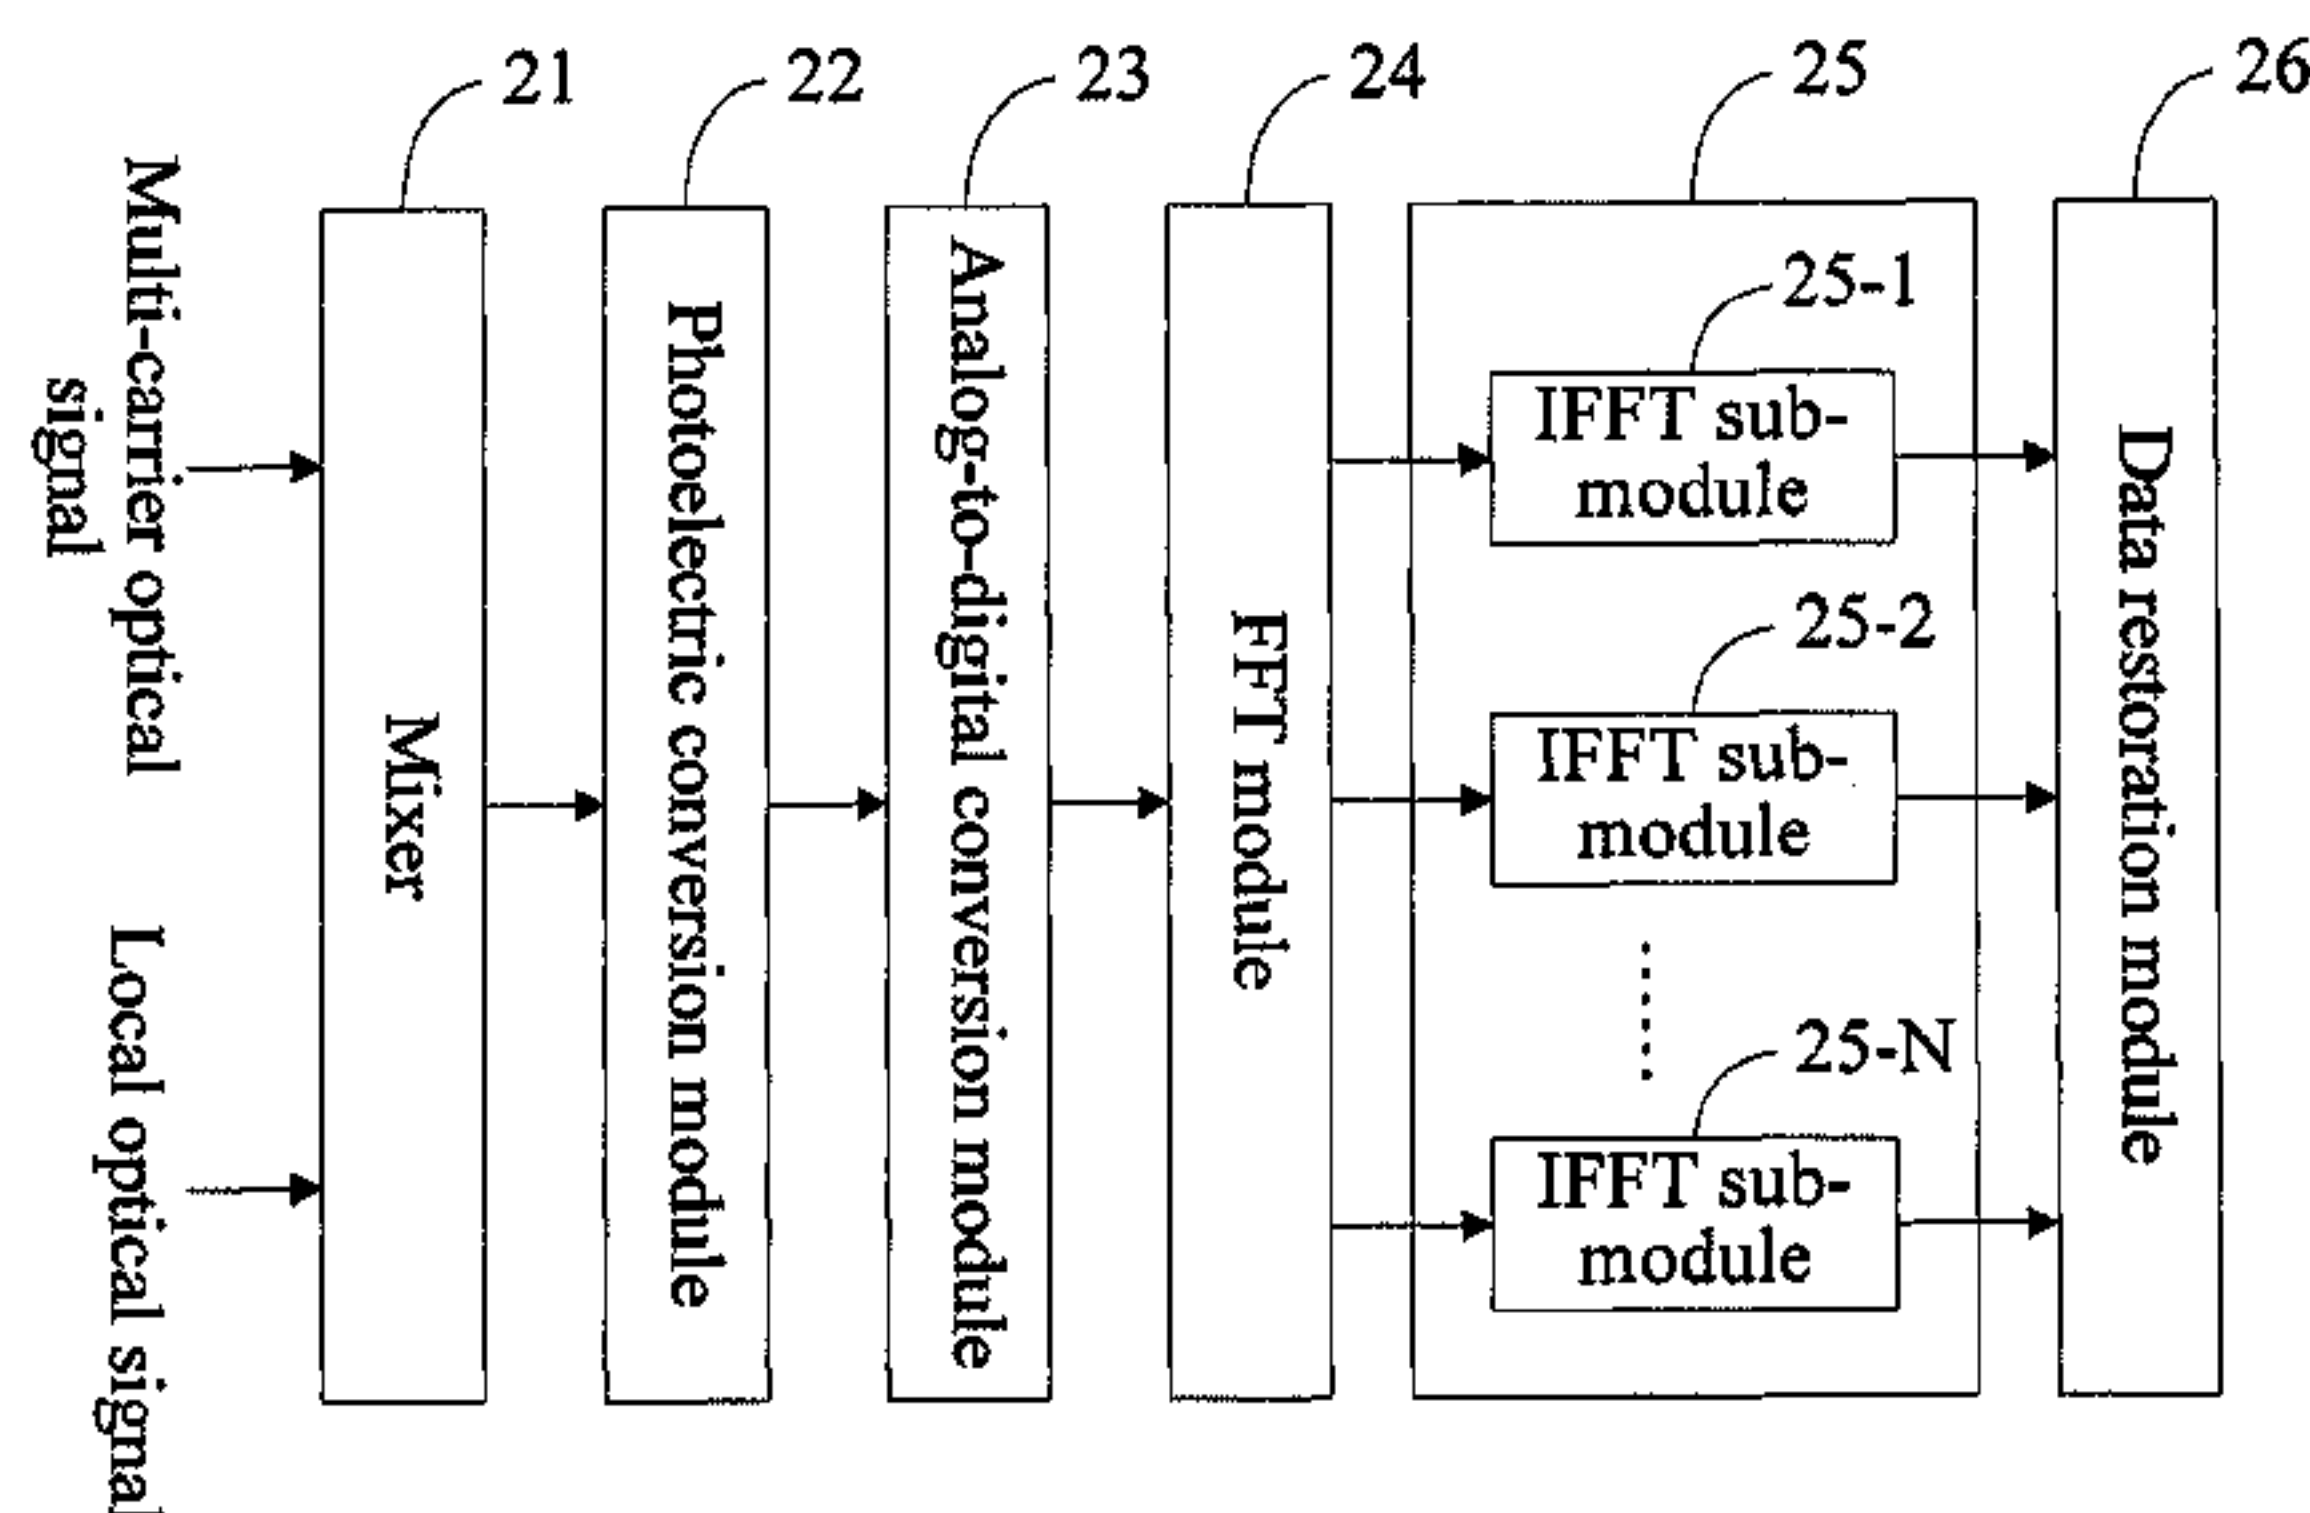 21
22
23
24
25
26
Multi-carrier optical
signal
Local optical signal
Mixer
Photoelectric conversion module
Analog-to-digital conversion module
FFT module
25-1
IFFT sub-
module
25-2
IFFT sub-
module
......
25-N
IFFT sub-
module
Data restoration module